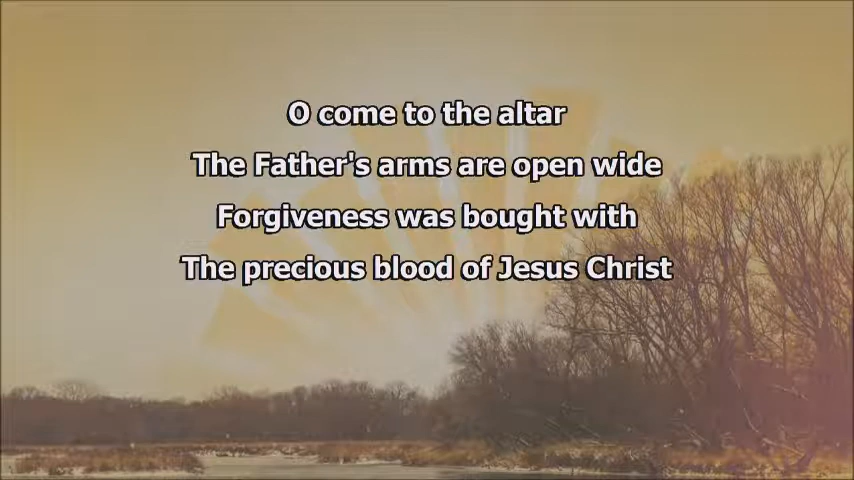 O come to the altar
The Father's arms are open wide
Forgiveness was bought with
The precious blood of Jesus Christ